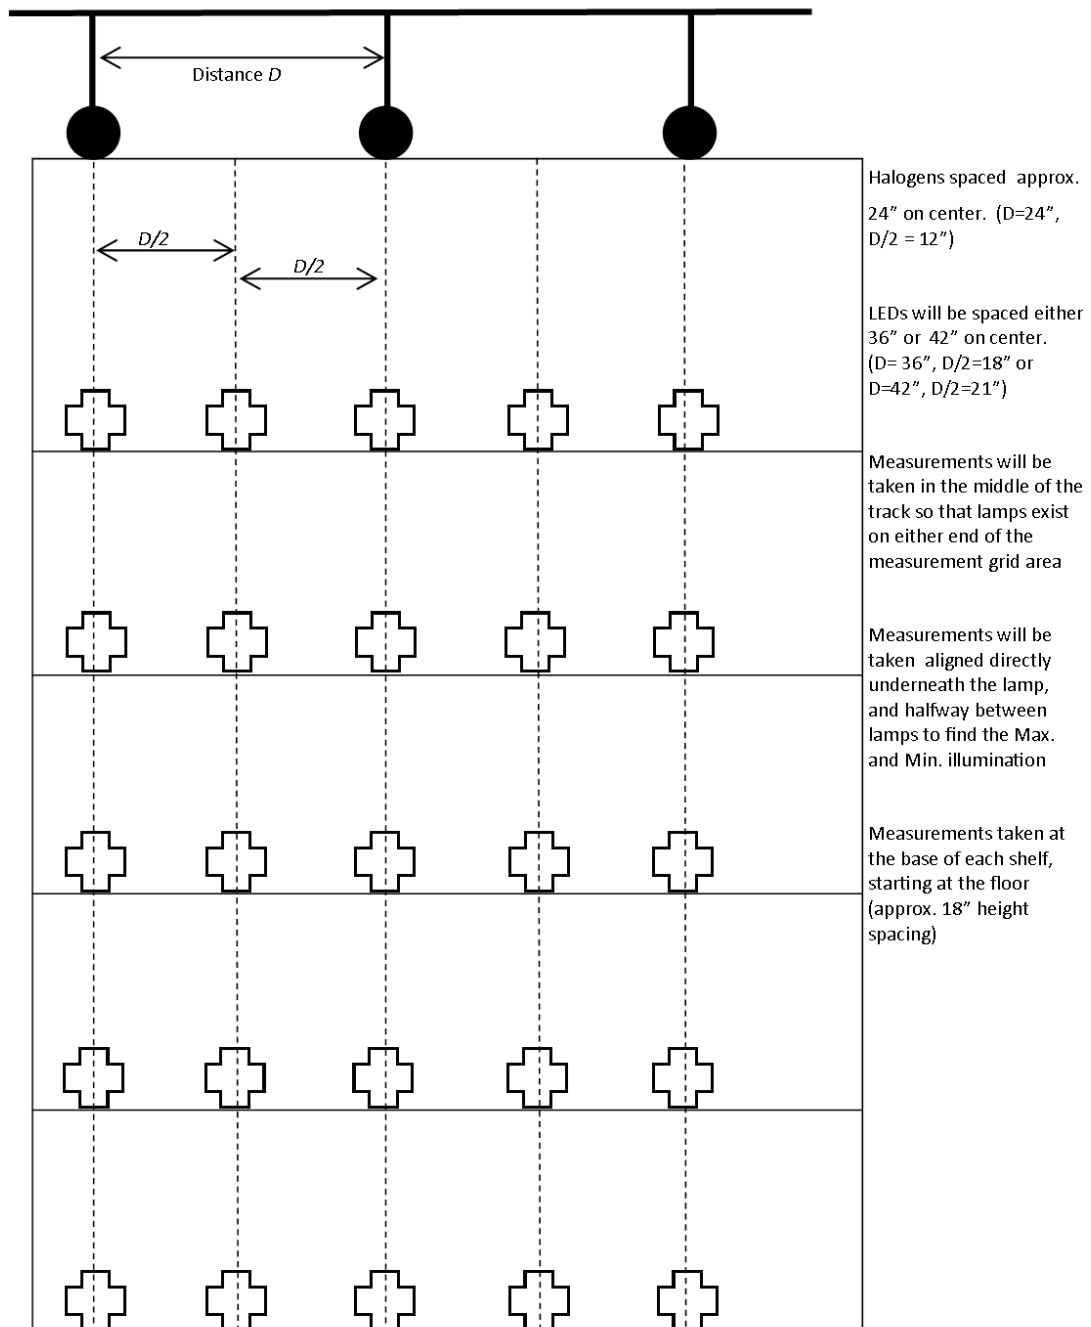 Distance D
D/2
D/2
Halogens spaced approx.
24” on center. (D=24”,
D/2 = 12”)
LEDs will be spaced either
36” or 42” on center.
(D= 36”, D/2=18” or
D=42”, D/2=21”)
Measurements will be
taken in the middle of the
track so that lamps exist
on either end of the
measurement grid area
Measurements will be
taken aligned directly
underneath the lamp,
and halfway between
lamps to find the Max.
and Min. illumination
Measurements taken at
the base of each shelf,
starting at the floor
(approx. 18” height
spacing)